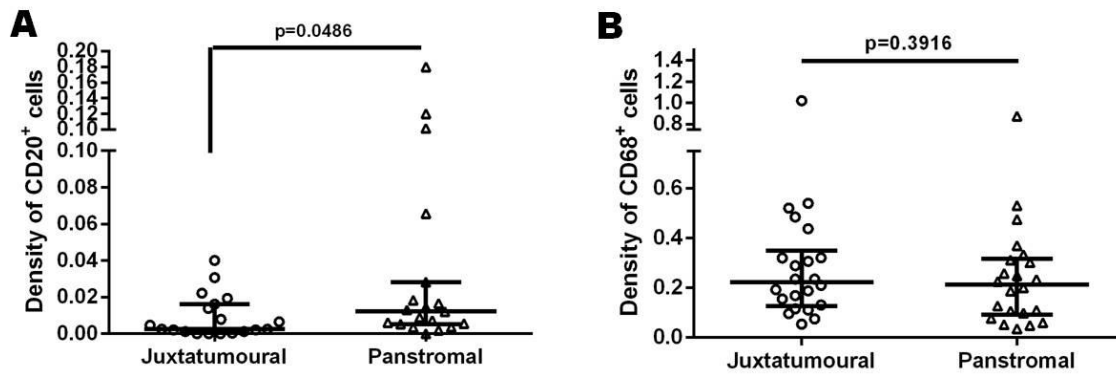 A
p=0.0486
Density of CD20+ cells
0.20
0.18
0.16
0.14
0.12
0.10
0.10
0.08
0.06
0.04
0.02
0.00
Juxtatumoural
Panstromal
B
p=0.3916
Density of CD68+ cells
1.4
1.2
1.0
0.8
0.6
0.4
0.2
0.0
Juxtatumoural
Panstromal